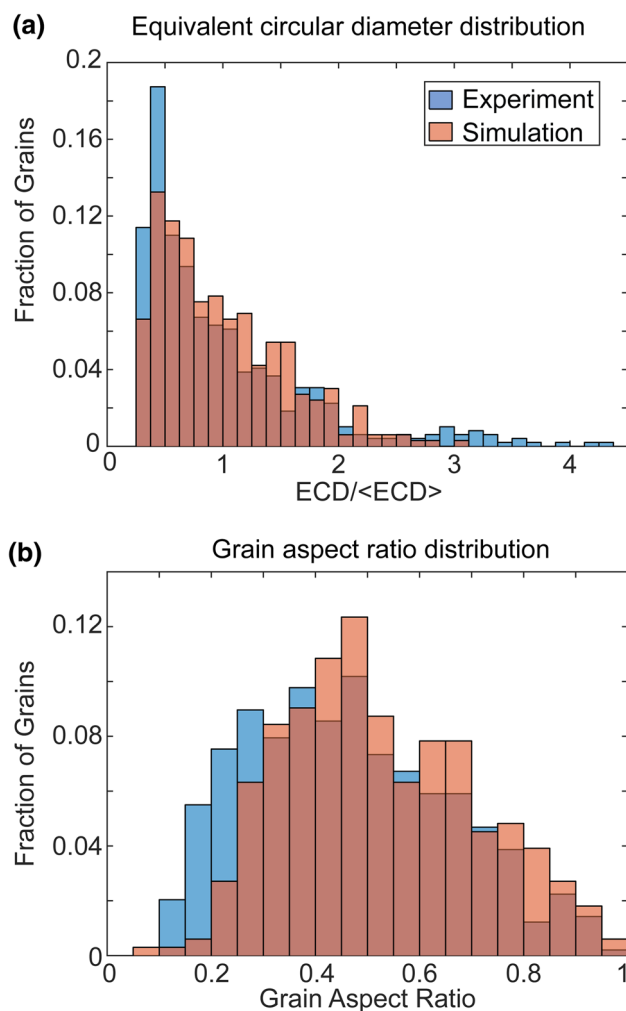 (a) Equivalent circular diameter distribution
0.2
0.16
0.12
0.08
0.04
0
Fraction of Grains
Experiment
Simulation
0 1 2 3 4
ECD/<ECD>
(b) Grain aspect ratio distribution
0.12
0.08
0.04
0
Fraction of Grains
0 0.2 0.4 0.6 0.8 1
Grain Aspect Ratio